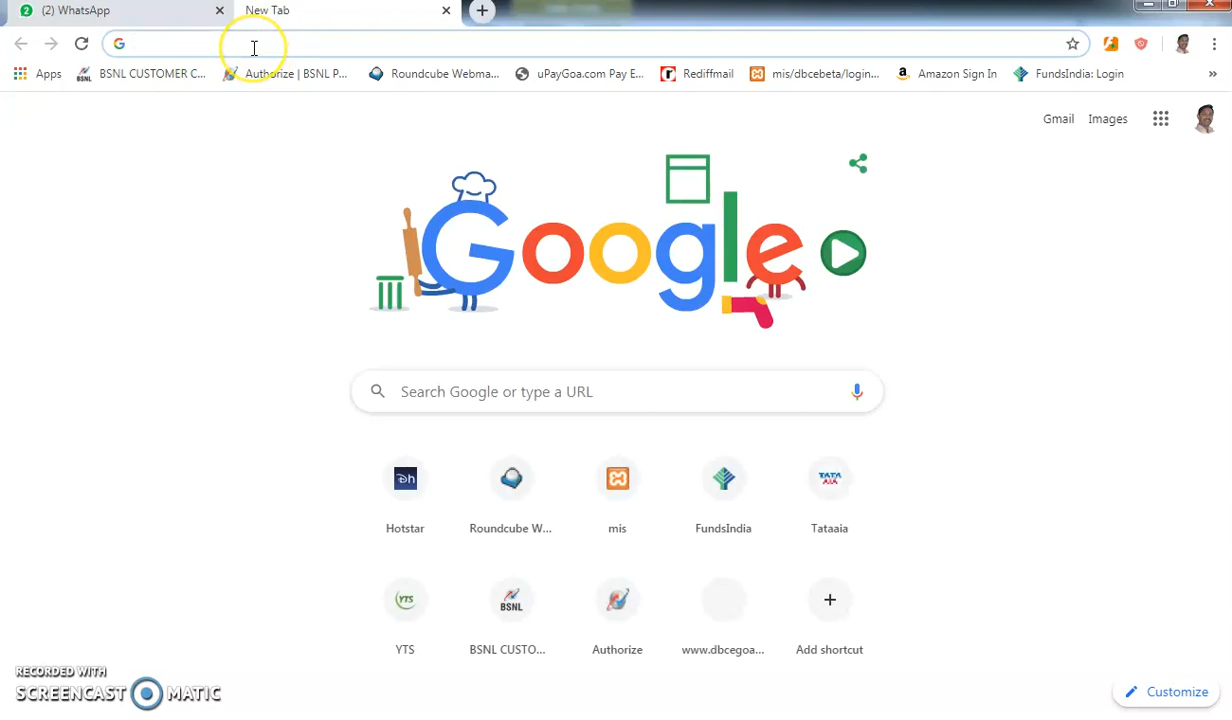 (2) WhatsApp
New Tab
Apps
BSNL CUSTOMER C...
Authorize | BSNL P...
Roundcube Webma...
uPayGoa.com Pay E...
Rediffmail
mis/dbcebeta/login...
Amazon Sign In
FundsIndia: Login
Gmail
Images
Google
Search Google or type a URL
Hotstar
Roundcube W...
mis
FundsIndia
Tataaia
YTS
BSNL CUSTO...
Authorize
www.dbcegoa...
Add shortcut
RECORDED WITH
SCREENCAST MATIC
Customize